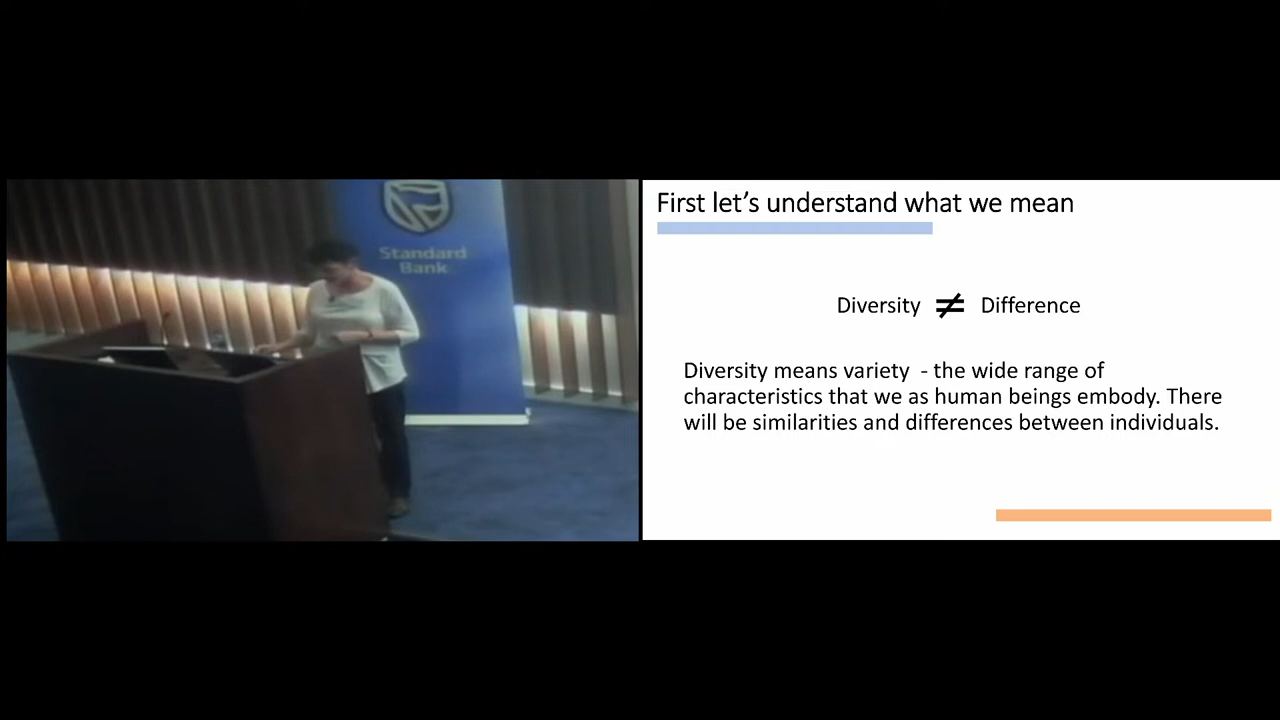 Standard
Bank
First let's understand what we mean
Diversity ≠ Difference
Diversity means variety - the wide range of
characteristics that we as human beings embody. There
will be similarities and differences between individuals.